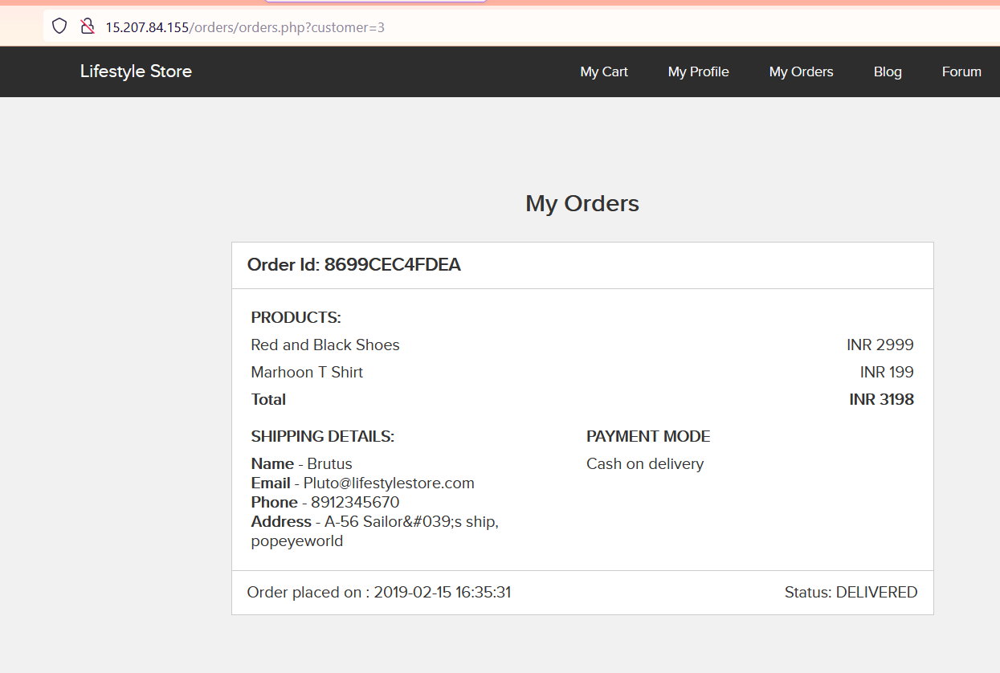 15.207.84.155/orders/orders.php?customer=3
Lifestyle Store My Cart My Profile My Orders Blog Forum
My Orders
Order Id: 8699CEC4FDEA
PRODUCTS:
Red and Black Shoes INR 2999
Marhoon T Shirt INR 199
Total INR 3198
SHIPPING DETAILS: PAYMENT MODE
Name - Brutus Cash on delivery
Email - Pluto@lifestylestore.com
Phone - 8912345670
Address - A-56 Sailor&#039;s ship,
popeyeworld
Order placed on : 2019-02-15 16:35:31 Status: DELIVERED